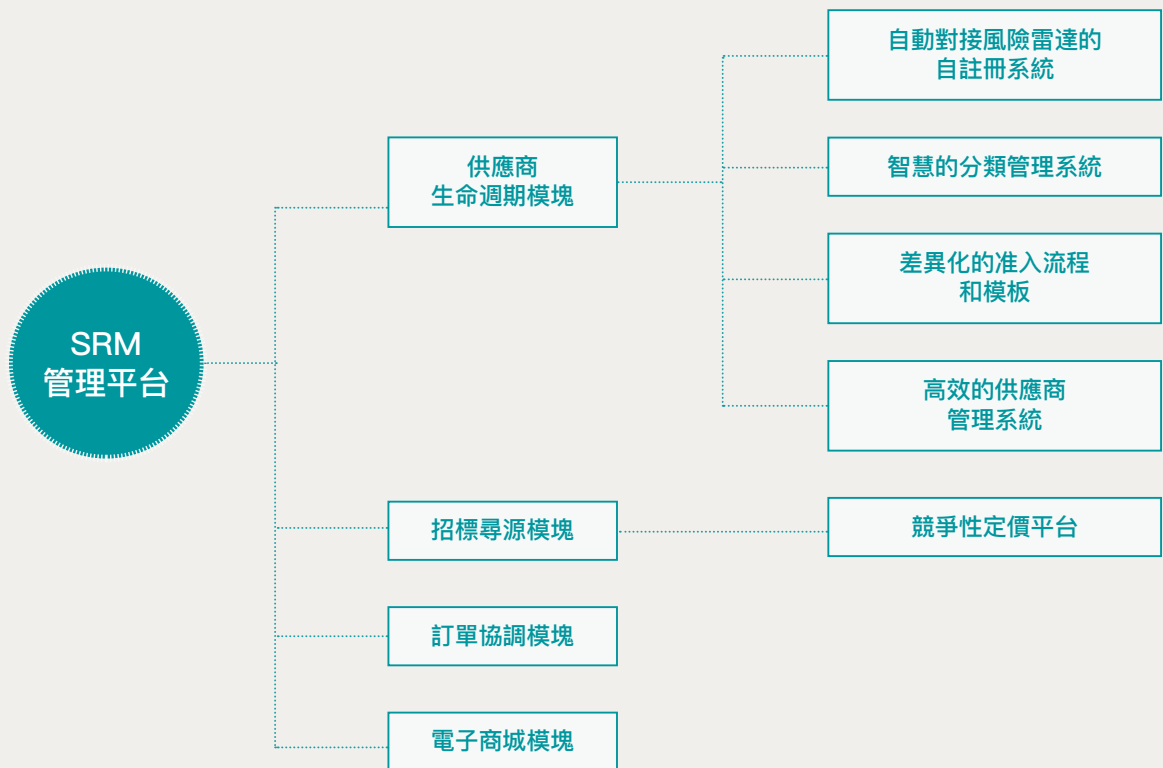 SRM
管理平台
供應商
生命週期模塊
自動對接風險雷達的
自註冊系統
智慧的分類管理系統
差異化的准入流程
和模板
高效的供應商
管理系統
招標尋源模塊
競爭性定價平台
訂單協調模塊
電子商城模塊